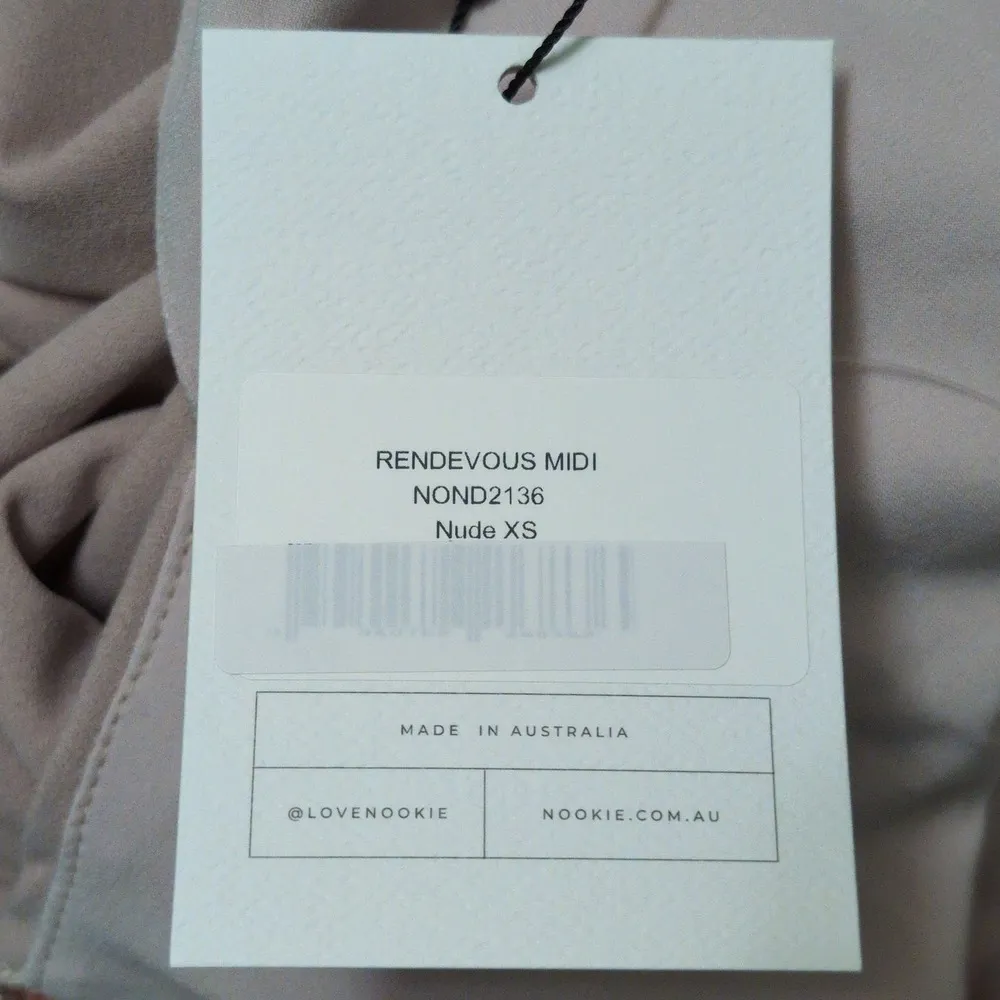 RENDEVOUS MIDI
NOND2136
Nude XS
MADE IN AUSTRALIA
@LOVENOOKIE
NOOKIE.COM.AU